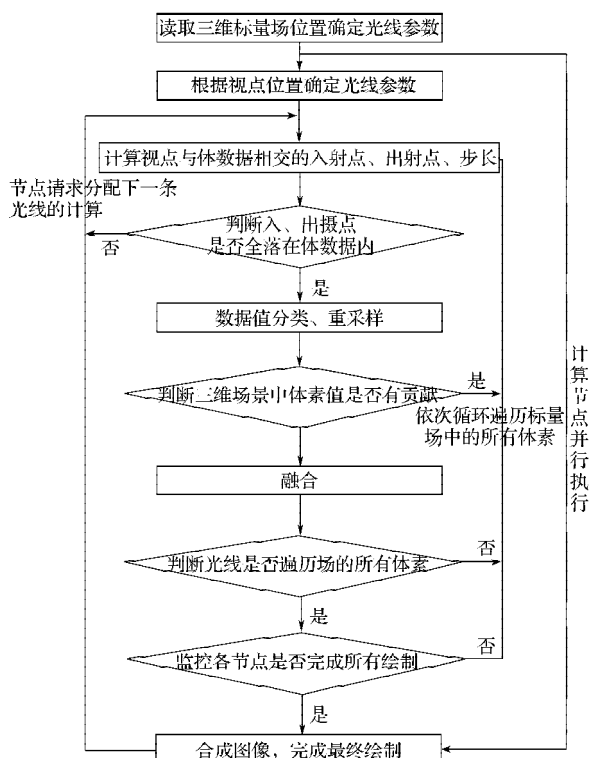 读取三维标量场位置确定光线参数
根据视点位置确定光线参数
计算视点与体数据相交的入射点、出射点、步长
节点请求分配下一条
光线的计算
判断入、出摄点
是否全落在体数据内
否
是
数据值分类、重采样
判断三维场景中体素值是否有贡献
是
依次循环遍历标量
场中的所有体素
计算节点并行执行
融合
判断光线是否遍历场的所有体素
否
是
监控各节点是否完成所有绘制
否
是
合成图像，完成最终绘制